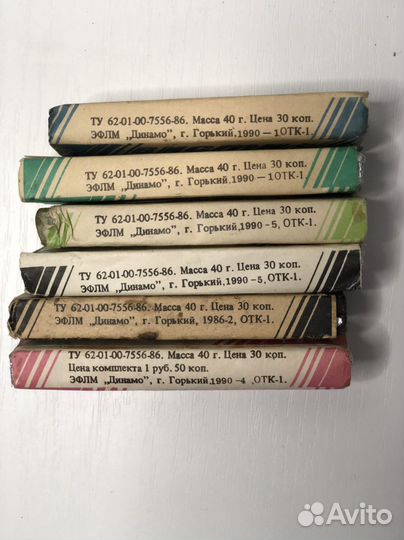 ТУ 62-01-00-7556-86. Масса 40 г. Цена 30 коп.
ЭФЛМ „Динамо", г. Горький,1990 — 1.ОТК-1.
ТУ 62-01-00-7556-86. Масса 40 г. Цена 30 коп.
ЭФЛМ „Динамо", г. Горький,1990 — 1.ОТК-1.
ТУ 62-01-00-7556-86. Масса 40 г. Цена 30 коп.
ЭФЛМ „Динамо", г. Горький,1990 -5, ОТК-1.
ТУ 62-01-00-7556-86. Масса 40 г. Цена 30 коп.
ЭФЛМ „Динамо", г. Горький,1990 -5, ОТК-1.
ТУ 62-01-00-7556-86. Масса 40 г. Цена 30 коп.
ЭФЛМ „Динамо", г. Горький, 1986-2, ОТК-1.
ТУ 62-01-00-7556-86. Масса 40 г. Цена 30 коп.
Цена комплекта 1 руб. 50 коп.
ЭФЛМ „Динамо", г. Горький,1990 -4 ,ОТК-1.
Avito